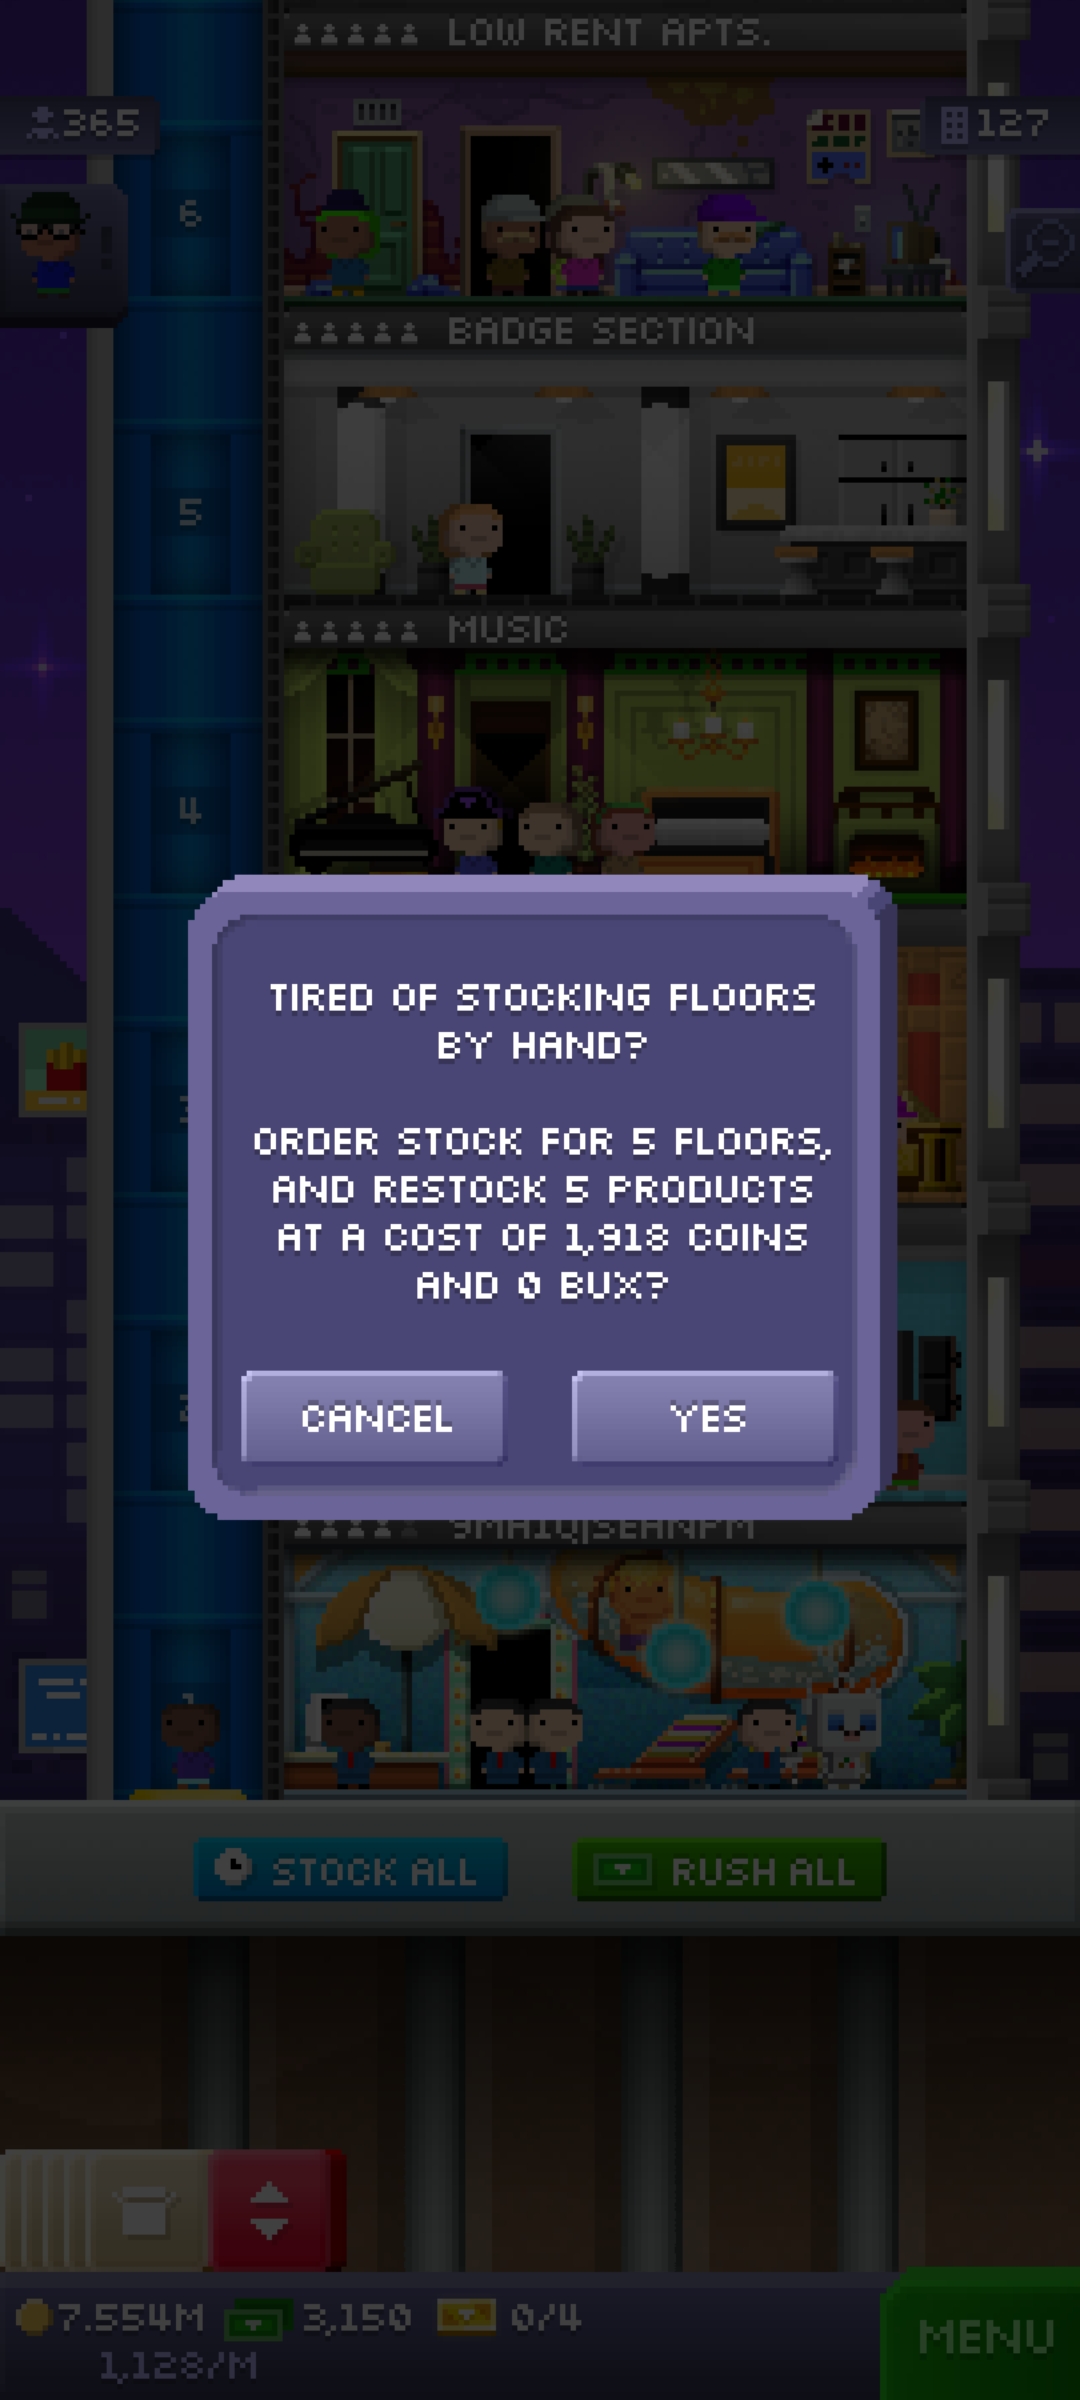 LOW RENT APTS.
365
127
6
BADGE SECTION
5
MUSIC
4
TIRED OF STOCKING FLOORS
BY HAND?
ORDER STOCK FOR 5 FLOORS,
AND RESTOCK 5 PRODUCTS
AT A COST OF 1,918 COINS
AND 0 BUX?
CANCEL
YES
STOCK ALL
RUSH ALL
7.554M
3,150
0/4
MENU
1,128/M